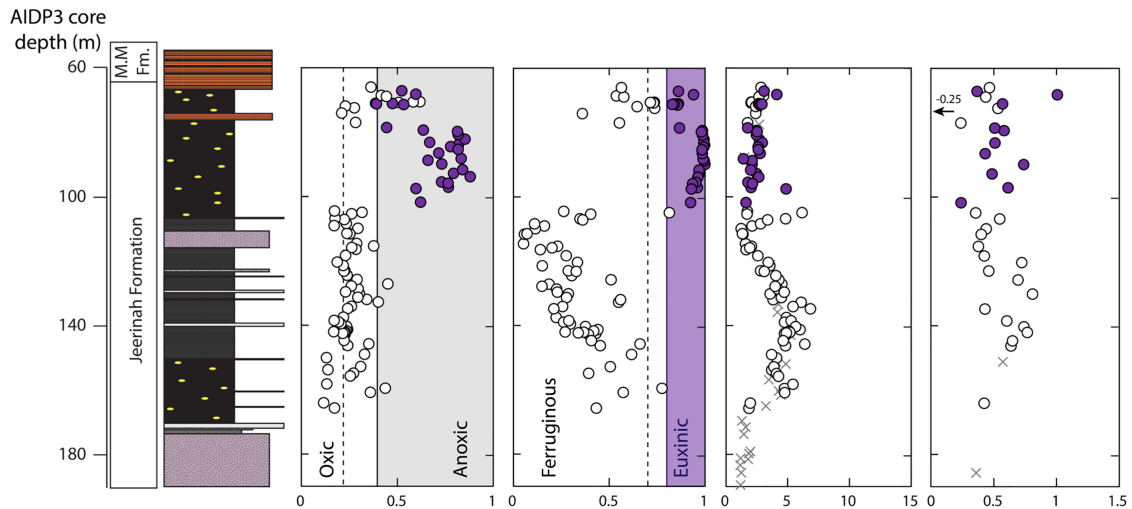 AIDP3 core
depth (m)
60
100
140
180
M.M
Fm.
Jeerinah Formation
Oxic
Anoxic
Ferruginous
Euxinic
-0.25
0.5
1
0
0.5
1
0
5
10
15
0
0.5
1
1.5